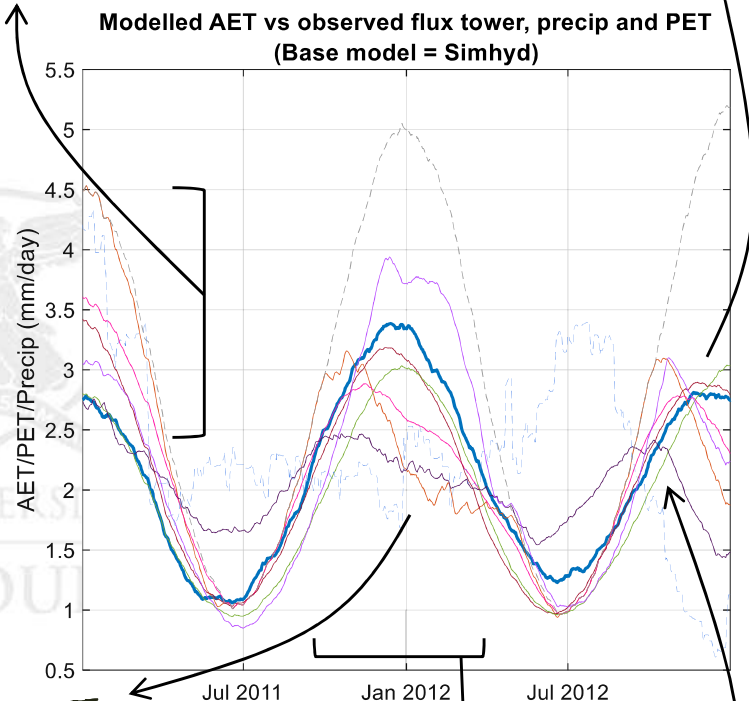 Modelled AET vs observed flux tower, precip and PET
(Base model = Simhyd)
AET/PET/Precip (mm/day)
5.5
5
4.5
4
3.5
3
2.5
2
1.5
1
0.5
Jul 2011 Jan 2012 Jul 2012